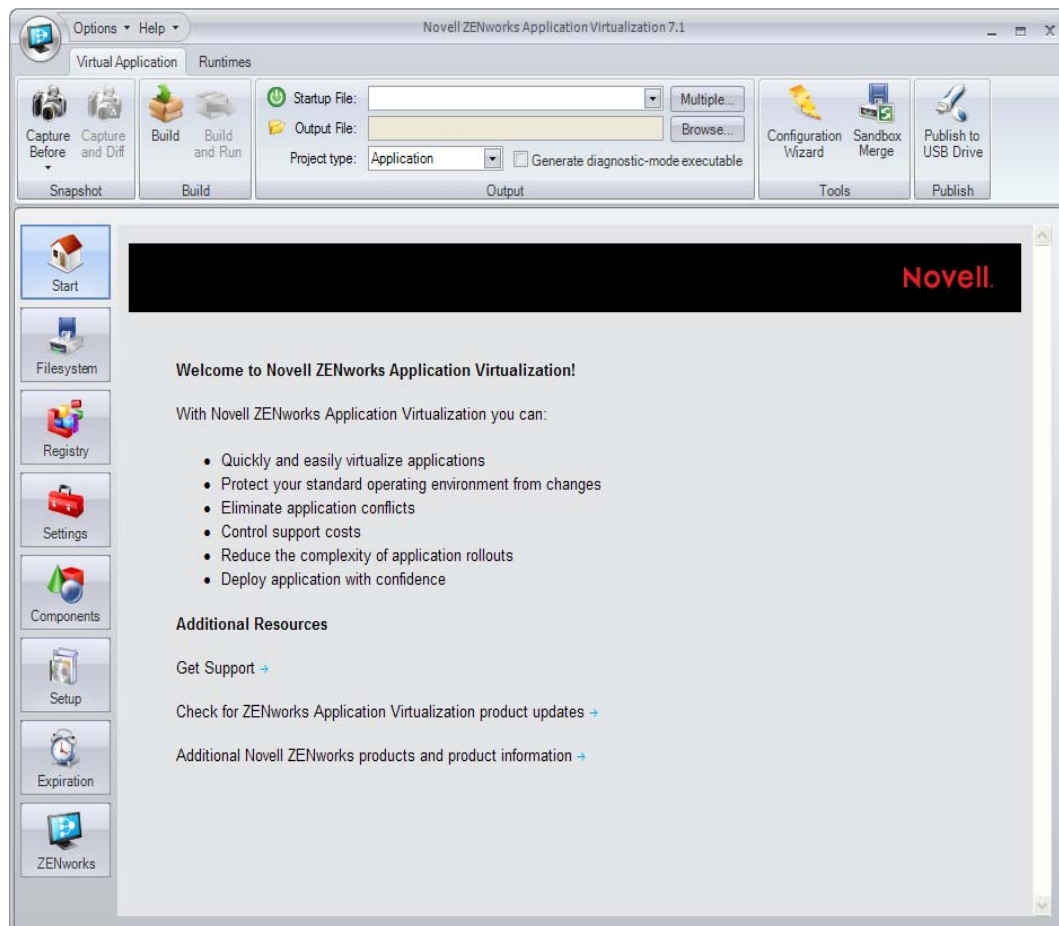 Options Help
Novell ZENworks Application Virtualization 7.1
Virtual Application Runtimes
Capture Before
Capture and Diff
Snapshot
Build
Build and Run
Build
Startup File:
Multiple...
Output File:
Browse...
Project type: Application
Generate diagnostic-mode executable
Output
Configuration Wizard
Sandbox Merge
Tools
Publish to USB Drive
Publish
Start
Filesystem
Registry
Settings
Components
Setup
Expiration
ZENworks
Novell.
Welcome to Novell ZENworks Application Virtualization!
With Novell ZENworks Application Virtualization you can:
• Quickly and easily virtualize applications
• Protect your standard operating environment from changes
• Eliminate application conflicts
• Control support costs
• Reduce the complexity of application rollouts
• Deploy application with confidence
Additional Resources
Get Support →
Check for ZENworks Application Virtualization product updates →
Additional Novell ZENworks products and product information →